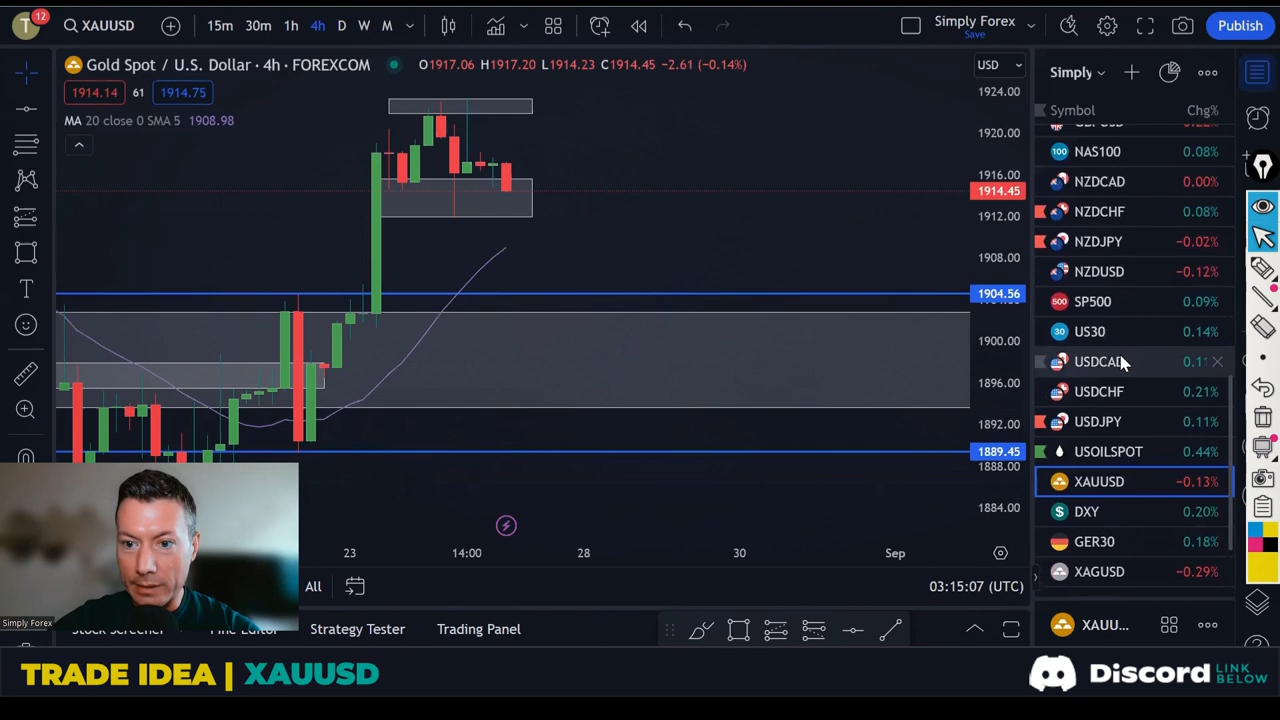 T
12
XAUUSD
15m
30m
1h
4h
D
W
M
Simply Forex
Save
Publish
Gold Spot / U.S. Dollar · 4h · FOREXCOM
O1917.06 H1917.20 L1914.23 C1914.45 −2.61 (−0.14%)
1914.14
61
1914.75
MA 20 close 0 SMA 5 1908.98
USD
1924.00
1920.00
1916.00
1914.45
1912.00
1908.00
1904.56
1900.00
1896.00
1892.00
1889.45
1888.00
1884.00
23
14:00
28
30
Sep
All
03:15:07 (UTC)
Strategy Tester
Trading Panel
Simply
Symbol
Chg%
NAS100 0.08%
NZDCAD 0.00%
NZDCHF 0.08%
NZDJPY −0.02%
NZDUSD −0.12%
SP500 0.09%
US30 0.14%
USDCAD
USDCHF 0.21%
USDJPY 0.11%
USOILSPOT 0.44%
XAUUSD −0.13%
DXY 0.20%
GER30 0.18%
XAGUSD −0.29%
XAUU...
Simply Forex
TRADE IDEA | XAUUSD
Discord
LINK
BELOW